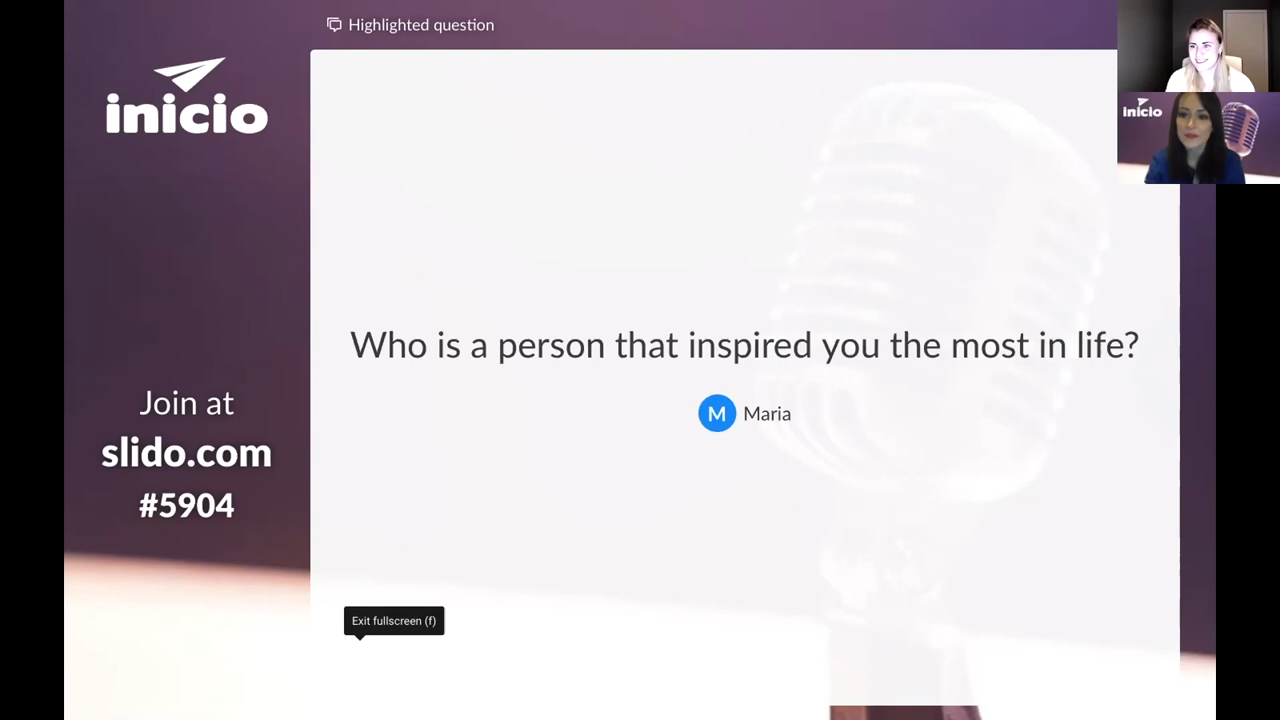 Highlighted question
inicio
Who is a person that inspired you the most in life?
M Maria
Join at
slido.com
#5904
Exit fullscreen (f)
inicio